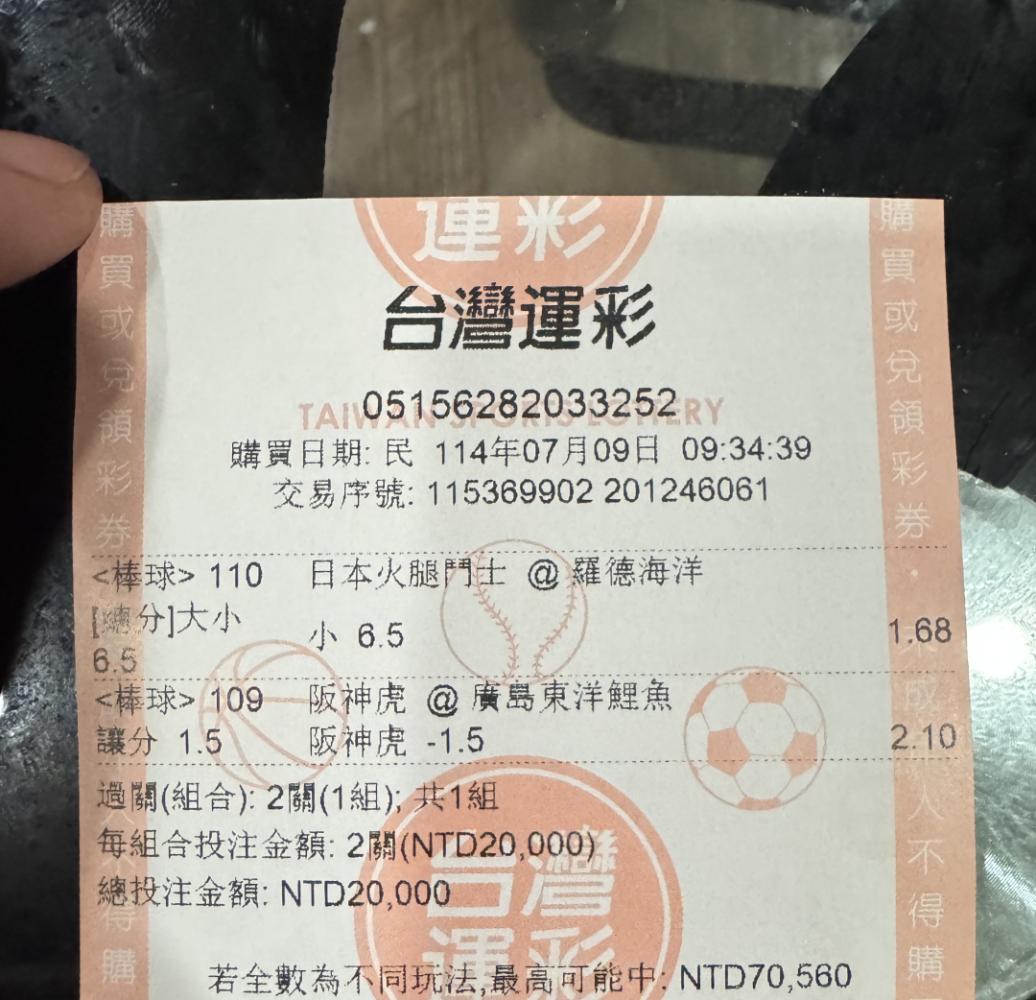 運彩
台灣運彩
TAIWAN SPORTS LOTTERY
05156282033252
購買日期: 民 114年07月09日 09:34:39
交易序號: 115369902 201246061
<棒球> 110 日本火腿鬥士 @ 羅德海洋
[總分]大小
6.5
小 6.5 1.68
<棒球> 109 阪神虎 @ 廣島東洋鯉魚
讓分 1.5 阪神虎 -1.5 2.10
過關(組合): 2關(1組); 共1組
每組合投注金額: 2關(NTD20,000)
總投注金額: NTD20,000
台灣
運彩
若全數為不同玩法,最高可能中: NTD70,560
購買或兌領彩券
得購
購買或兌領彩券
人不得購